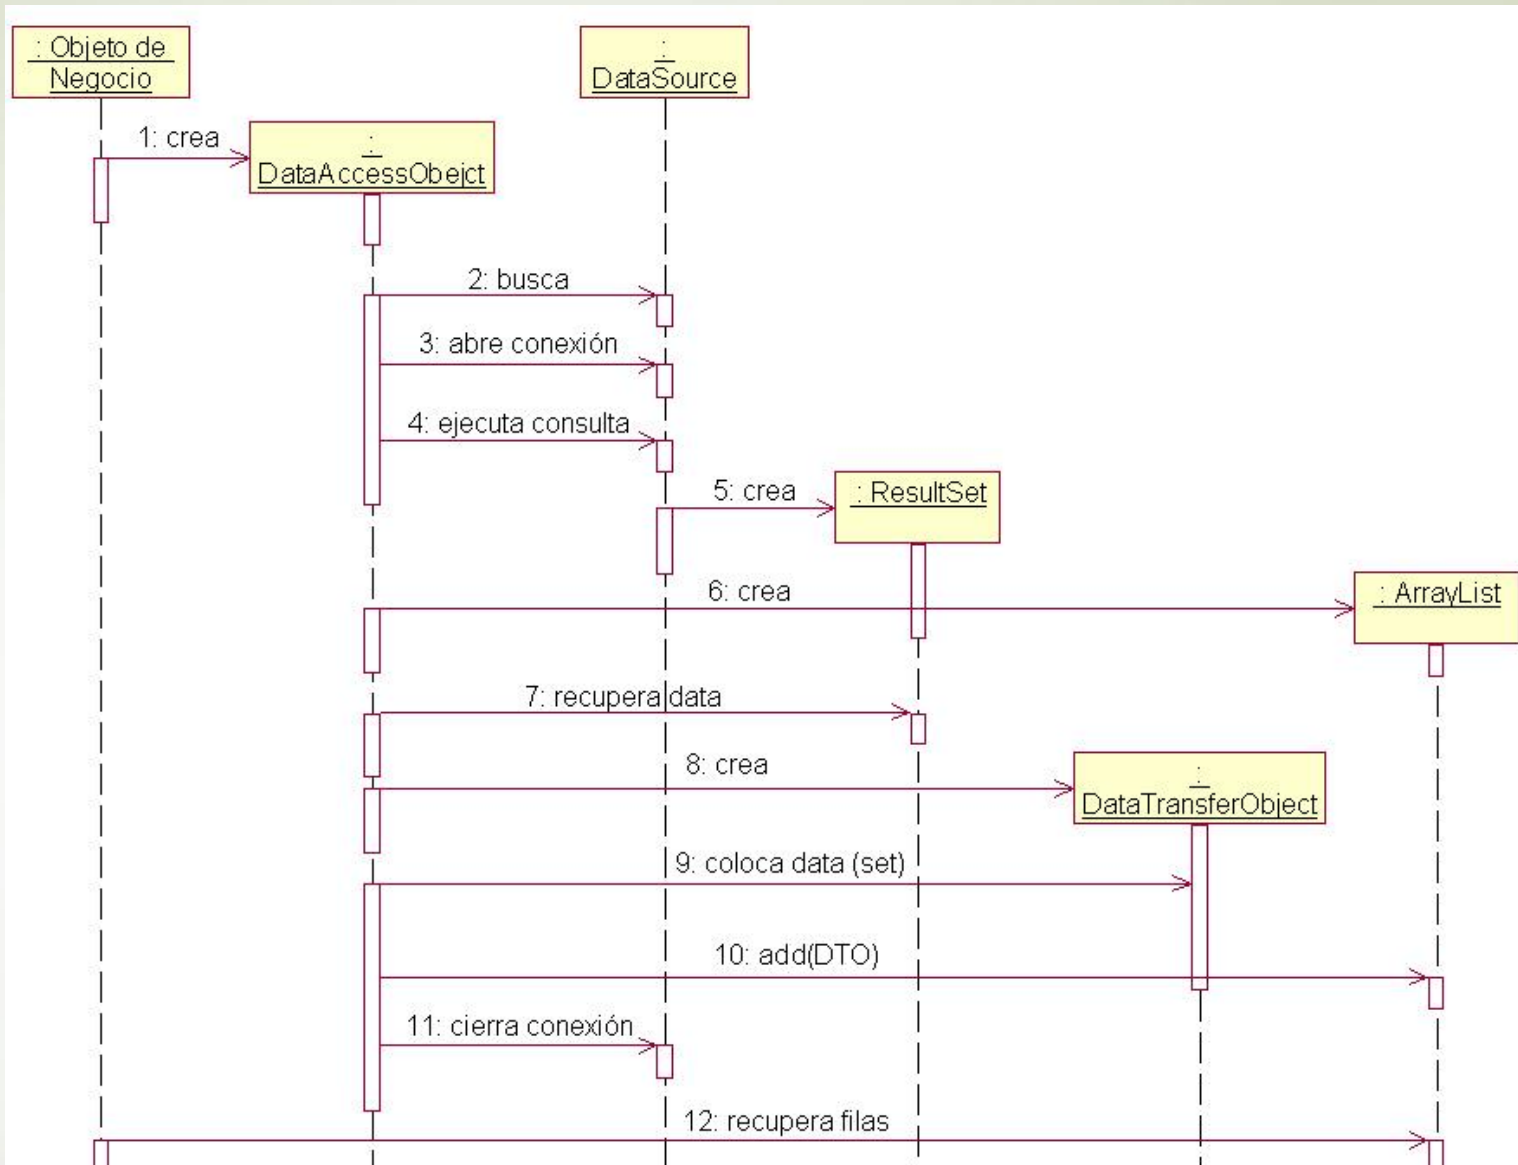 : Objeto de
Negocio
:
DataSource
1: crea
:
DataAccessObejct
2: busca
3: abre conexión
4: ejecuta consulta
5: crea
: ResultSet
6: crea
: ArrayList
7: recupera data
8: crea
:
DataTransferObject
9: coloca data (set)
10: add(DTO)
11: cierra conexión
12: recupera filas